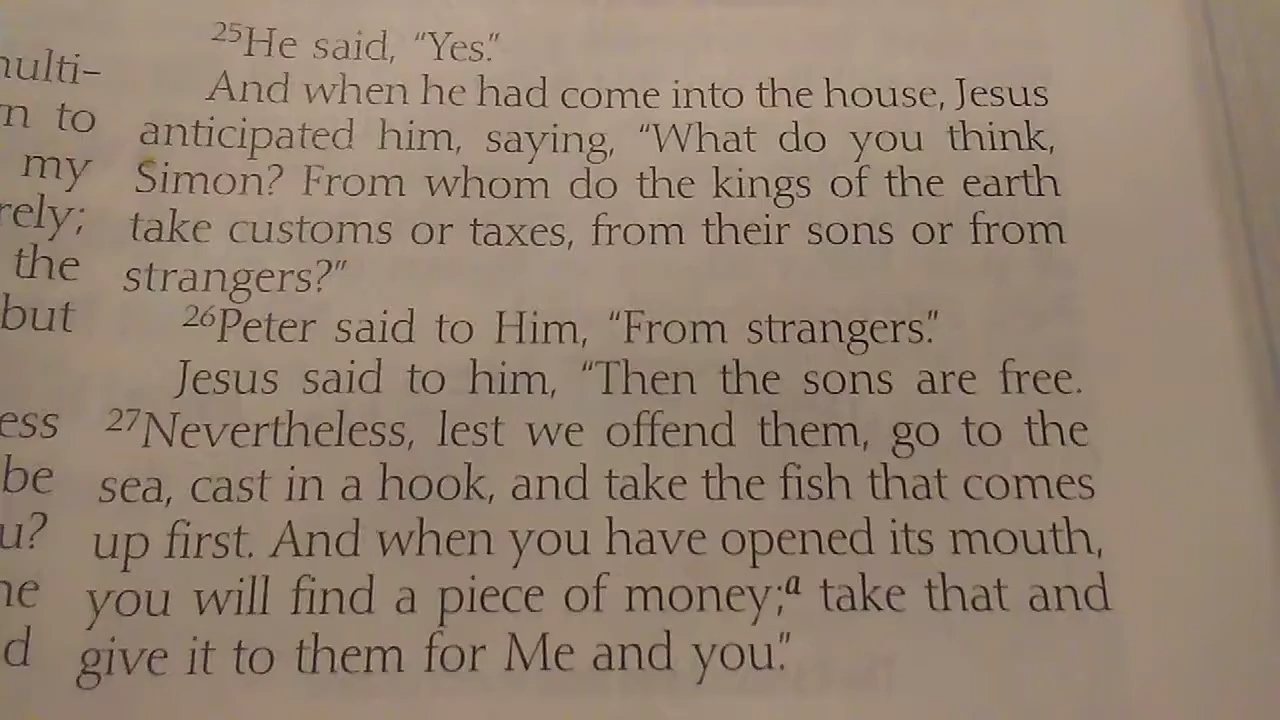 25He said, “Yes.”
And when he had come into the house, Jesus
anticipated him, saying, “What do you think,
Simon? From whom do the kings of the earth
take customs or taxes, from their sons or from
strangers?”
26Peter said to Him, “From strangers.”
Jesus said to him, “Then the sons are free.
27Nevertheless, lest we offend them, go to the
sea, cast in a hook, and take the fish that comes
up first. And when you have opened its mouth,
you will find a piece of money;a take that and
give it to them for Me and you.”
n to
my
the
but
be